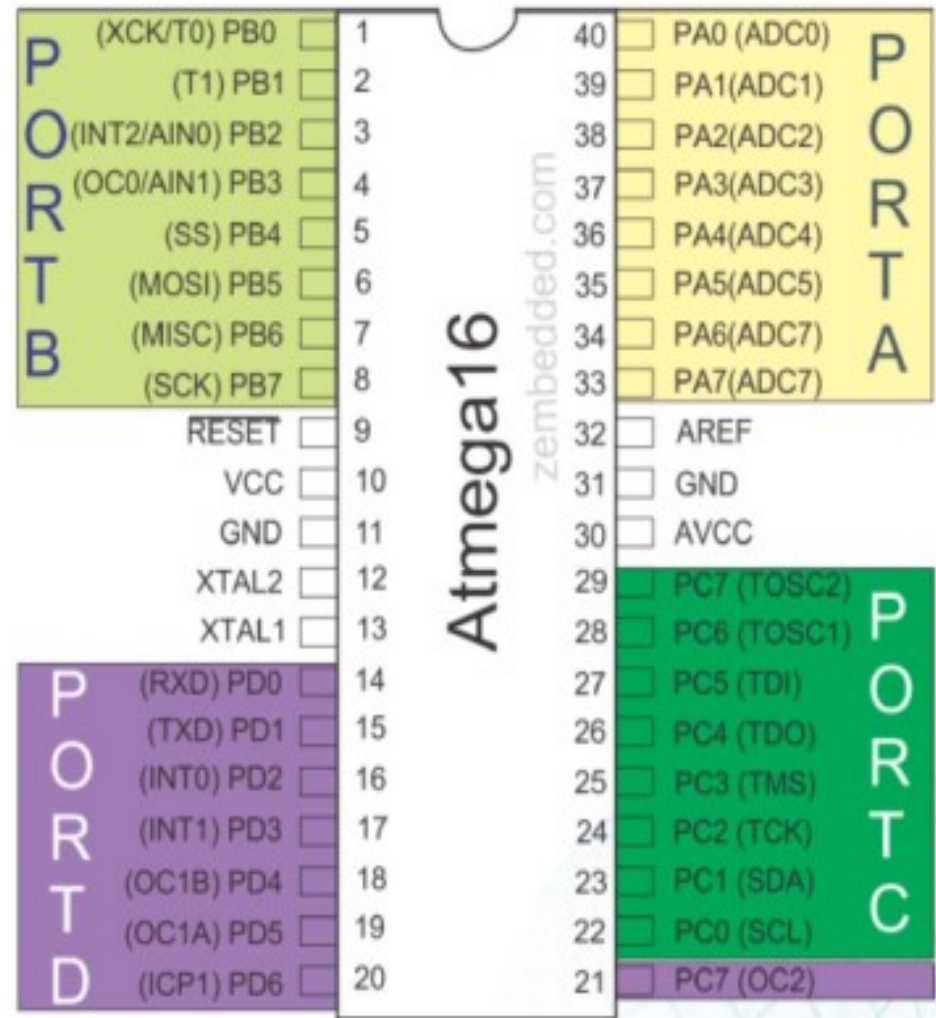 PORTB
(XCK/T0) PB0 1
(T1) PB1 2
(INT2/AIN0) PB2 3
(OC0/AIN1) PB3 4
(SS) PB4 5
(MOSI) PB5 6
(MISC) PB6 7
(SCK) PB7 8
RESET 9
VCC 10
GND 11
XTAL2 12
XTAL1 13
PORTD
(RXD) PD0 14
(TXD) PD1 15
(INT0) PD2 16
(INT1) PD3 17
(OC1B) PD4 18
(OC1A) PD5 19
(ICP1) PD6 20
Atmega16
zembedded.com
40 PA0 (ADC0)
39 PA1(ADC1)
38 PA2(ADC2)
37 PA3(ADC3)
36 PA4(ADC4)
35 PA5(ADC5)
34 PA6(ADC7)
33 PA7(ADC7)
PORTA
32 AREF
31 GND
30 AVCC
29 PC7 (TOSC2)
28 PC6 (TOSC1)
27 PC5 (TDI)
26 PC4 (TDO)
25 PC3 (TMS)
24 PC2 (TCK)
23 PC1 (SDA)
22 PC0 (SCL)
PORTC
21 PC7 (OC2)